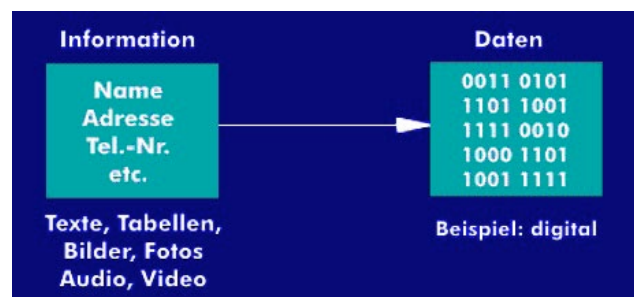 Information
Name
Adresse
Tel.-Nr.
etc.
Texte, Tabellen,
Bilder, Fotos
Audio, Video
Daten
0011 0101
1101 1001
1111 0010
1000 1101
1001 1111
Beispiel: digital